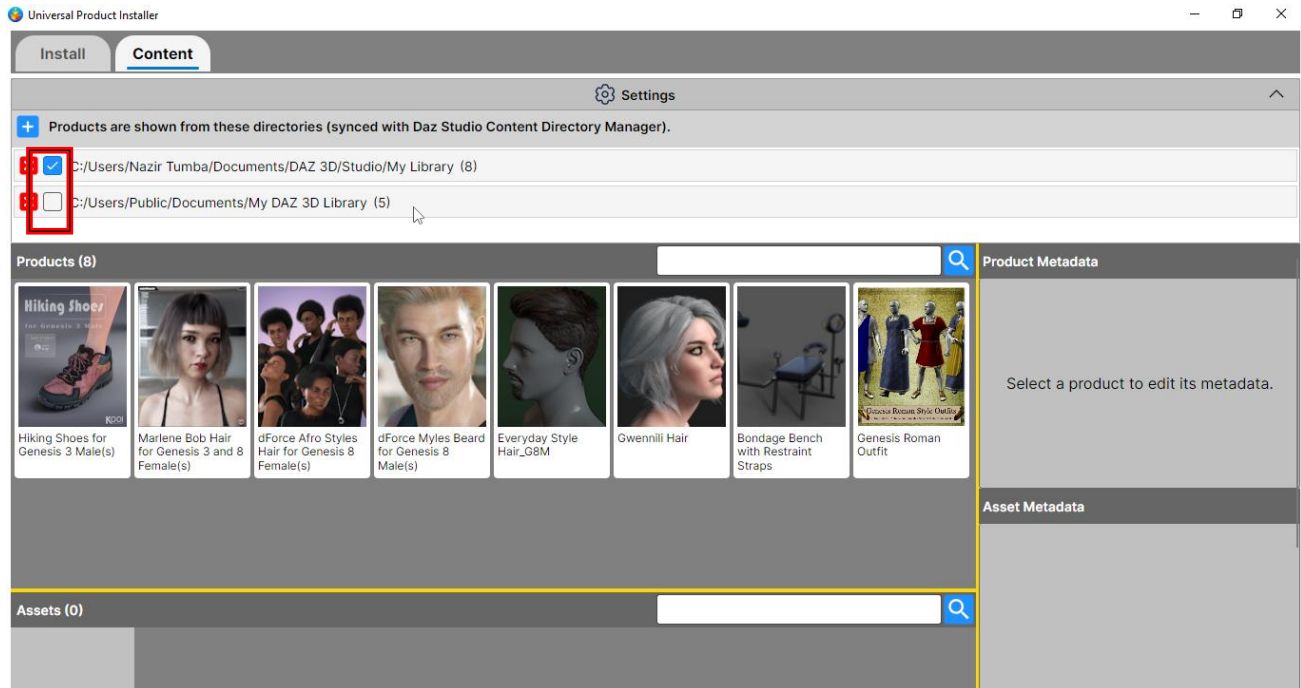 Universal Product Installer
Install
Content
Settings
Products are shown from these directories (synced with Daz Studio Content Directory Manager).
C:/Users/Nazir Tumba/Documents/DAZ 3D/Studio/My Library (8)
C:/Users/Public/Documents/My DAZ 3D Library (5)
Products (8)
Product Metadata
Hiking Shoes
for Genesis 3 Male
Genesis Roman Style Outfits
Hiking Shoes for
Genesis 3 Male(s)
Marlene Bob Hair
for Genesis 3 and 8
Female(s)
dForce Afro Styles
Hair for Genesis 8
Female(s)
dForce Myles Beard
for Genesis 8
Male(s)
Everyday Style
Hair_G8M
Gwennili Hair
Bondage Bench
with Restraint
Straps
Genesis Roman
Outfit
Select a product to edit its metadata.
Asset Metadata
Assets (0)